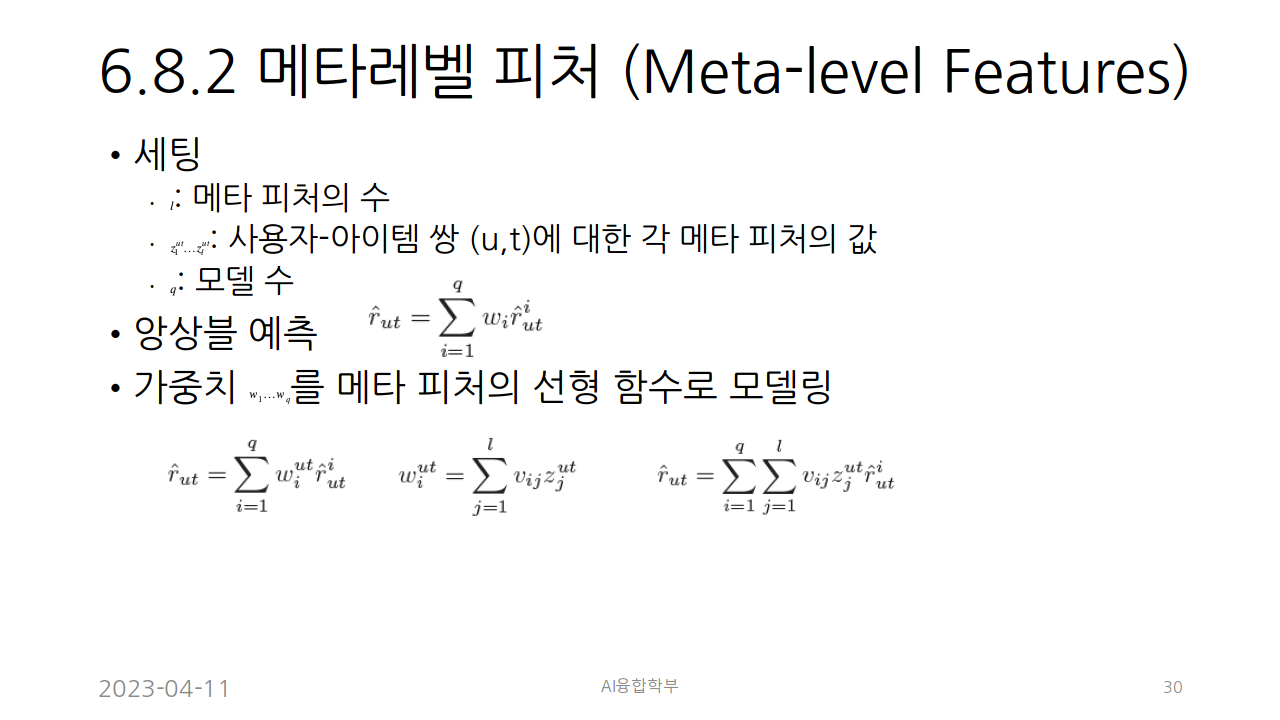 6.8.2 메타레벨 피처 (Meta-level Features)
• 세팅
• l: 메타 피처의 수
• z_1^{ut}…z_l^{ut}: 사용자-아이템 쌍 (u,t)에 대한 각 메타 피처의 값
• q: 모델 수
• 앙상블 예측 \hat{r}_{ut} = \sum_{i=1}^{q} w_i \hat{r}_{ut}^{i}
• 가중치 w_1…w_q를 메타 피처의 선형 함수로 모델링
\hat{r}_{ut} = \sum_{i=1}^{q} w_i^{ut} \hat{r}_{ut}^{i} w_i^{ut} = \sum_{j=1}^{l} v_{ij} z_j^{ut} \hat{r}_{ut} = \sum_{i=1}^{q} \sum_{j=1}^{l} v_{ij} z_j^{ut} \hat{r}_{ut}^{i}
2023-04-11 AI융합학부 30